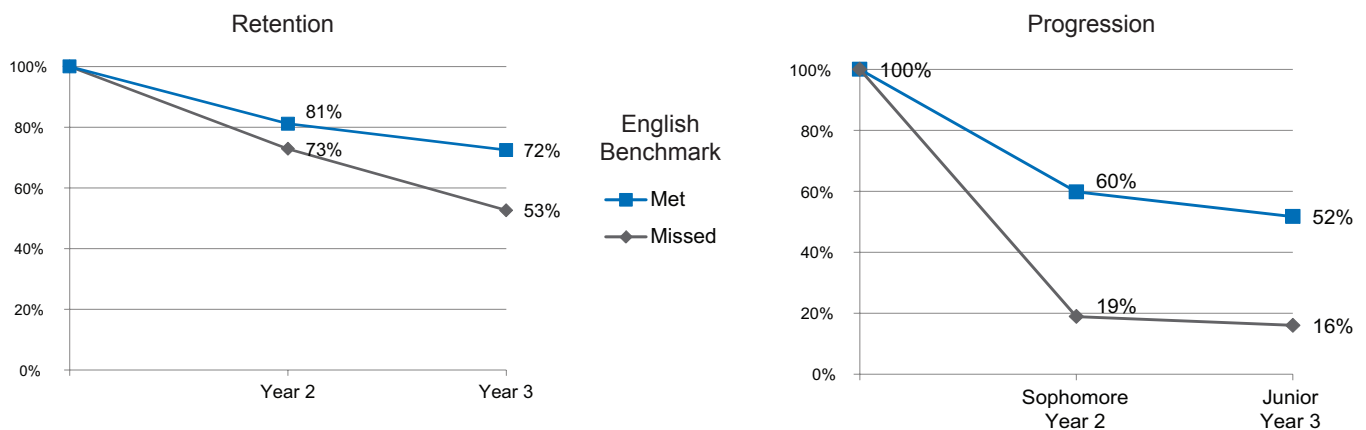 Retention
100%
80%
60%
40%
20%
0%
81%
73%
72%
53%
Year 2
Year 3
English
Benchmark
Met
Missed
Progression
100%
80%
60%
40%
20%
0%
100%
60%
52%
19%
16%
Sophomore
Year 2
Junior
Year 3